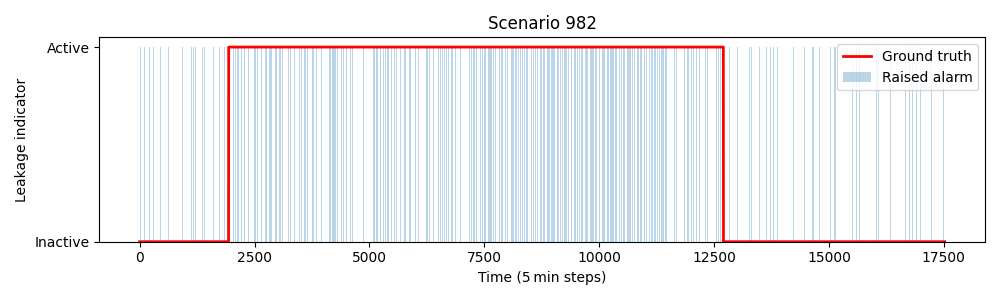 Scenario 982
Active
Inactive
Leakage indicator
Ground truth
Raised alarm
0
2500
5000
7500
10000
12500
15000
17500
Time (5 min steps)